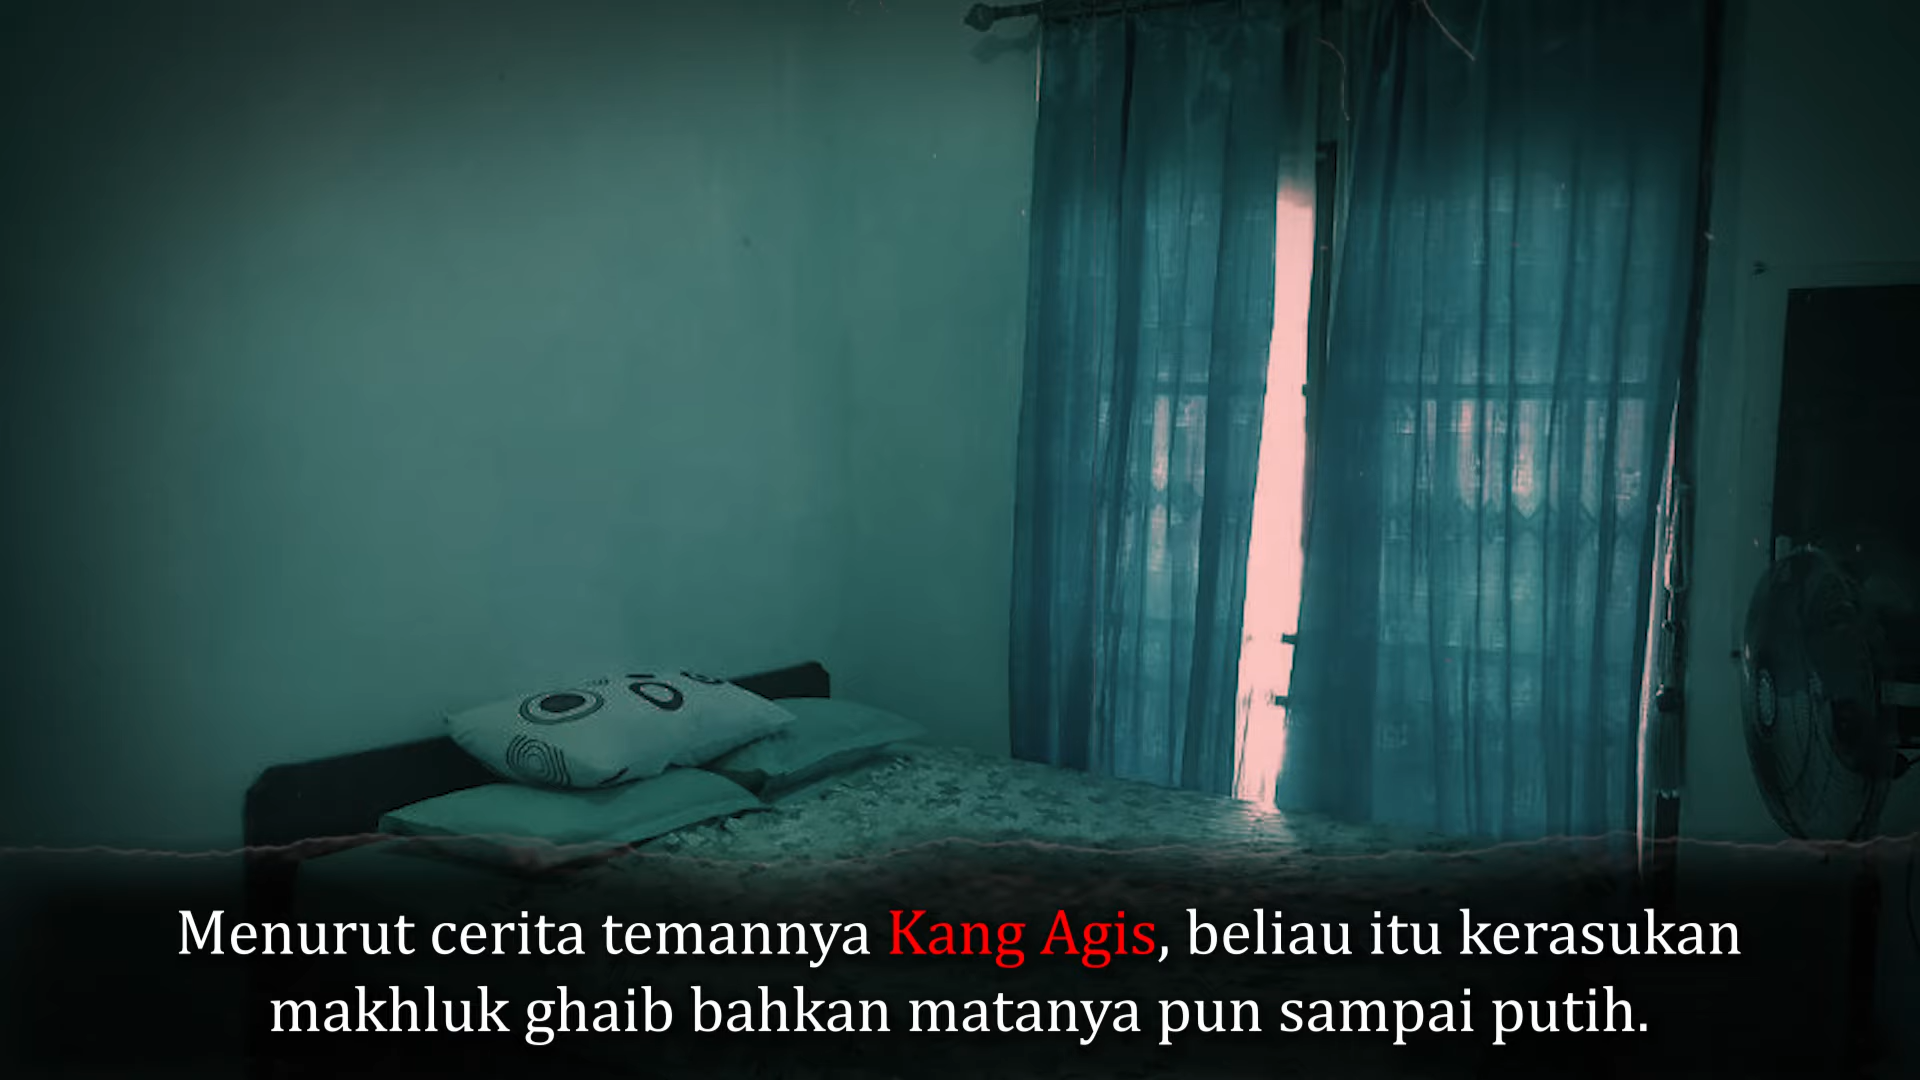 Menurut cerita temannya Kang Agis, beliau itu kerasukan
makhluk ghaib bahkan matanya pun sampai putih.